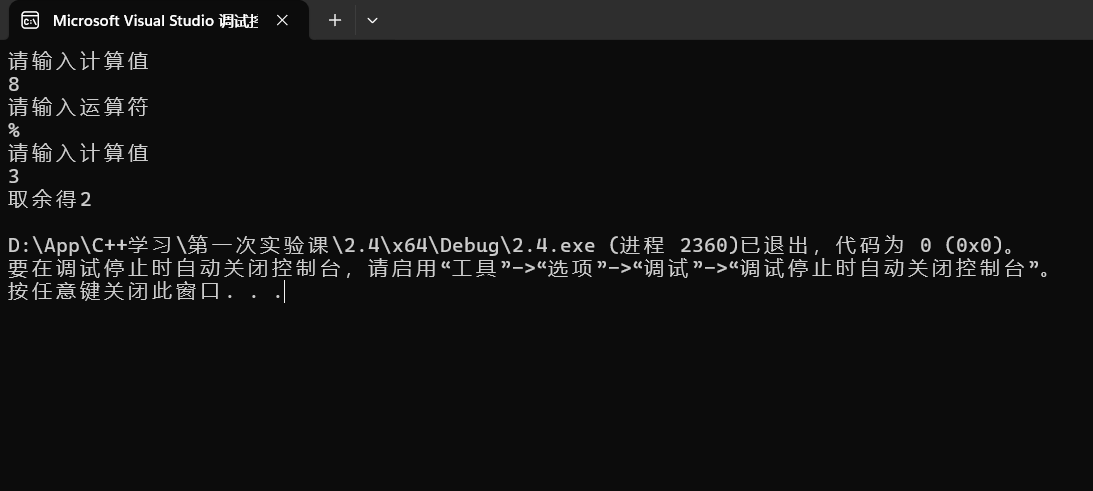 Microsoft Visual Studio 调试
请输入计算值
8
请输入运算符
%
请输入计算值
3
取余得2
D:\App\C++学习\第一次实验课\2.4\x64\Debug\2.4.exe (进程 2360)已退出，代码为 0 (0x0)。
要在调试停止时自动关闭控制台，请启用“工具”->“选项”->“调试”->“调试停止时自动关闭控制台”。
按任意键关闭此窗口. . .